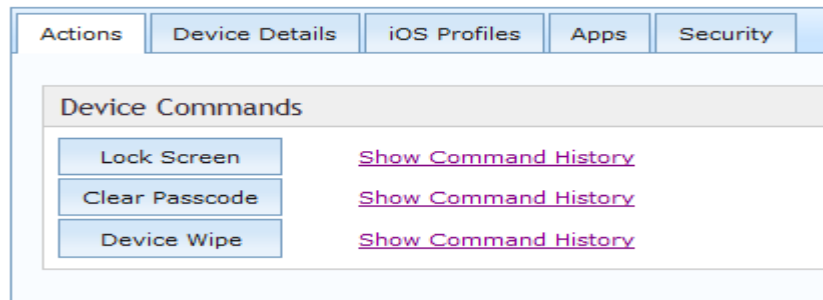 Actions Device Details iOS Profiles Apps Security
Device Commands
Lock Screen Show Command History
Clear Passcode Show Command History
Device Wipe Show Command History